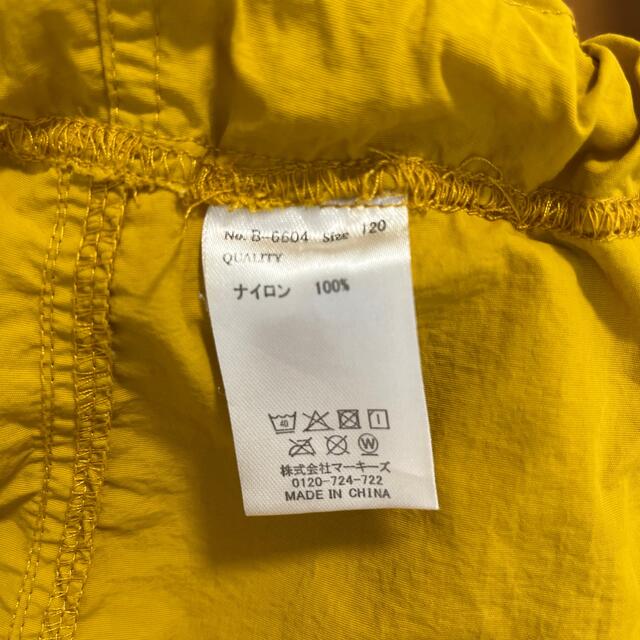 No. B-6604 Size 120
QUALITY
ナイロン 100%
40
W
株式会社マーキーズ
0120-724-722
MADE IN CHINA